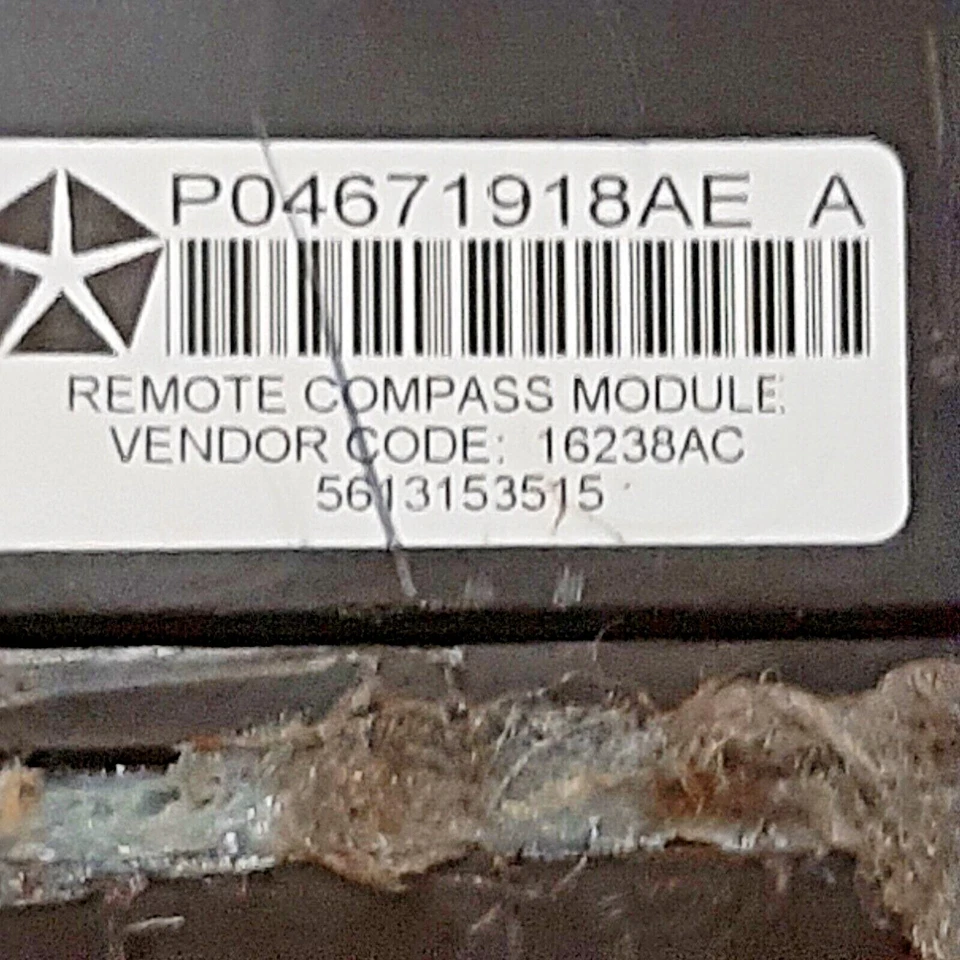 P04671918AE A
REMOTE COMPASS MODULE
VENDOR CODE: 16238AC
5613153515